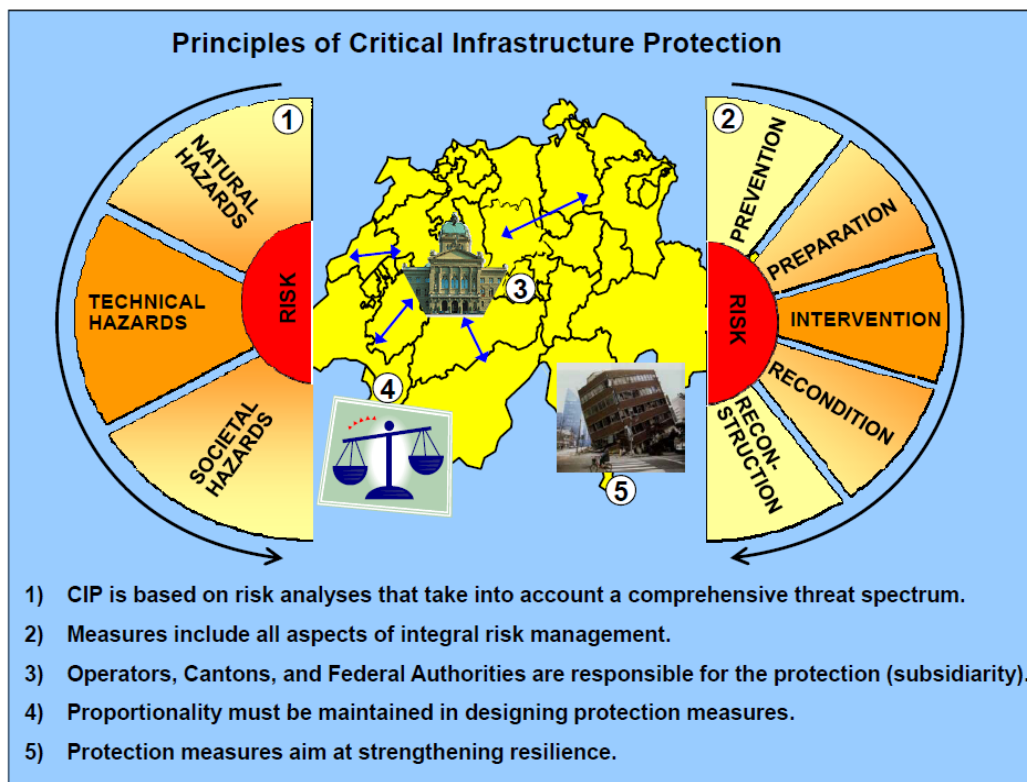 Principles of Critical Infrastructure Protection
1
NATURAL
HAZARDS
TECHNICAL
HAZARDS
SOCIETAL
HAZARDS
RISK
3
4
5
2
PREVENTION
PREPARATION
INTERVENTION
RECONDITION
RECON-
STRUCTION
RISK
1) CIP is based on risk analyses that take into account a comprehensive threat spectrum.
2) Measures include all aspects of integral risk management.
3) Operators, Cantons, and Federal Authorities are responsible for the protection (subsidiarity).
4) Proportionality must be maintained in designing protection measures.
5) Protection measures aim at strengthening resilience.